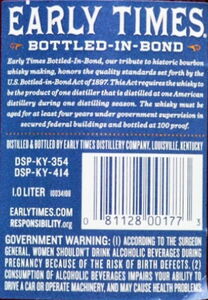 EARLY TIMES
BOTTLED-IN-BOND
Early Times Bottled-In-Bond, our tribute to historic bourbon
whisky making, honors the quality standards set forth by the
U.S. Bottled-In-Bond Act of 1897. This Act requires the whisky to
be the product of one distiller that is distilled at one American
distillery during one distilling season. The whisky must be
aged for at least four years under government supervision in
secured federal buildings and bottled at 100 proof.
DISTILLED & BOTTLED BY EARLY TIMES DISTILLERY COMPANY, LOUISVILLE, KENTUCKY
DSP-KY-354
DSP-KY-414
1.0 LITER 10034109
EARLYTIMES.COM
RESPONSIBILITY.org
0 81128 00177 3
GOVERNMENT WARNING: (1) ACCORDING TO THE SURGEON
GENERAL, WOMEN SHOULDN'T DRINK ALCOHOLIC BEVERAGES DURING
PREGNANCY BECAUSE OF THE RISK OF BIRTH DEFECTS. (2)
CONSUMPTION OF ALCOHOLIC BEVERAGES IMPAIRS YOUR ABILITY TO
DRIVE A CAR OR OPERATE MACHINERY, AND MAY CAUSE HEALTH PROBLEMS.